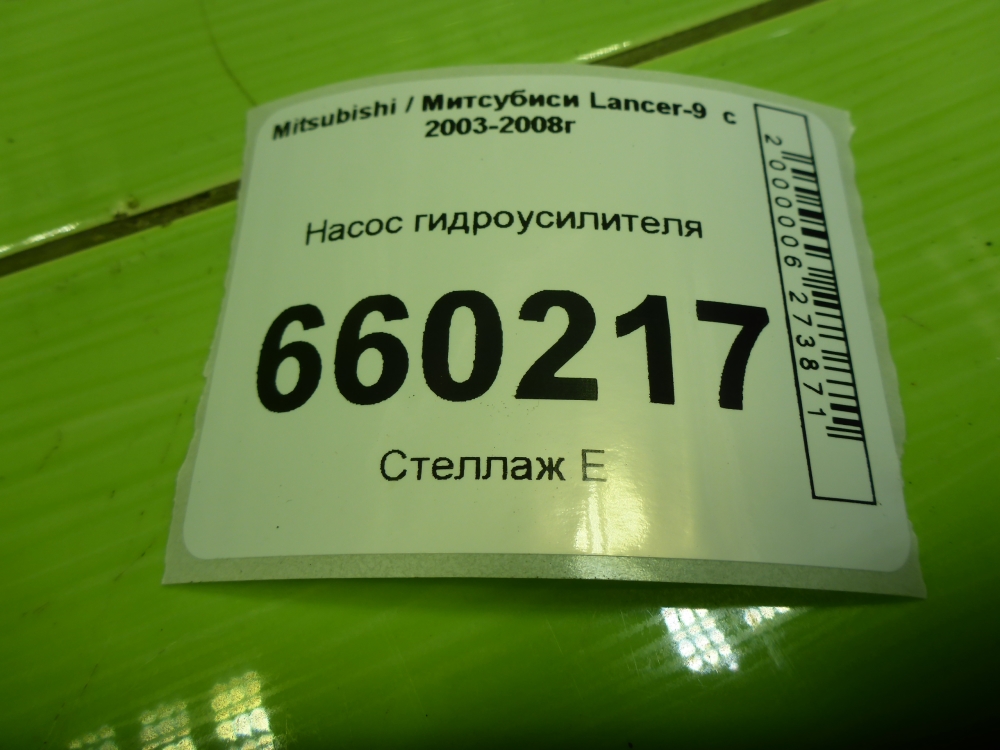 Mitsubishi / Митсубиси Lancer-9 с
2003-2008г
Насос гидроусилителя
660217
Стеллаж Е
2000006273871